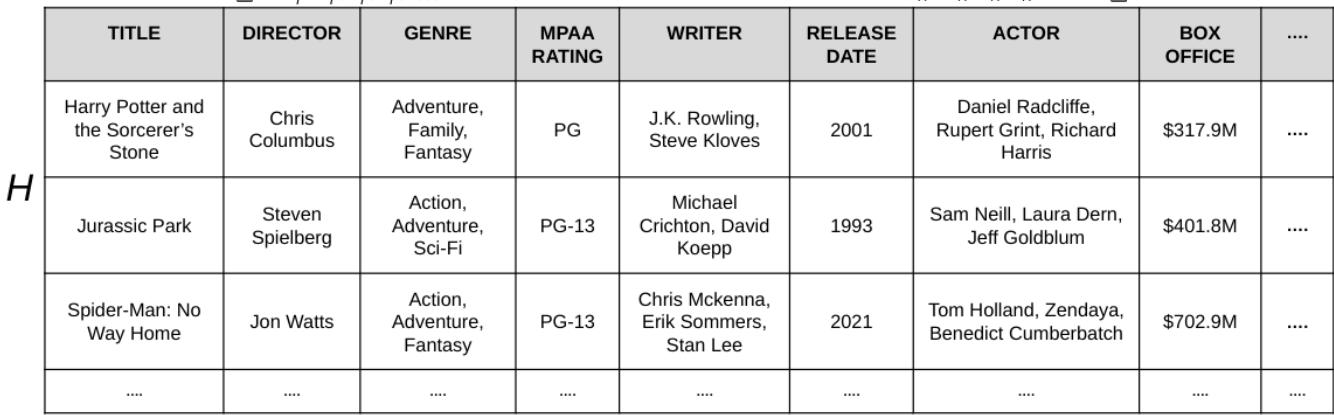 TITLE DIRECTOR GENRE MPAA RATING WRITER RELEASE DATE ACTOR BOX OFFICE ....
Harry Potter and the Sorcerer's Stone Chris Columbus Adventure, Family, Fantasy PG J.K. Rowling, Steve Kloves 2001 Daniel Radcliffe, Rupert Grint, Richard Harris $317.9M ....
H
Jurassic Park Steven Spielberg Action, Adventure, Sci-Fi PG-13 Michael Crichton, David Koepp 1993 Sam Neill, Laura Dern, Jeff Goldblum $401.8M ....
Spider-Man: No Way Home Jon Watts Action, Adventure, Fantasy PG-13 Chris Mckenna, Erik Sommers, Stan Lee 2021 Tom Holland, Zendaya, Benedict Cumberbatch $702.9M ....
.... .... .... .... .... .... .... .... ....